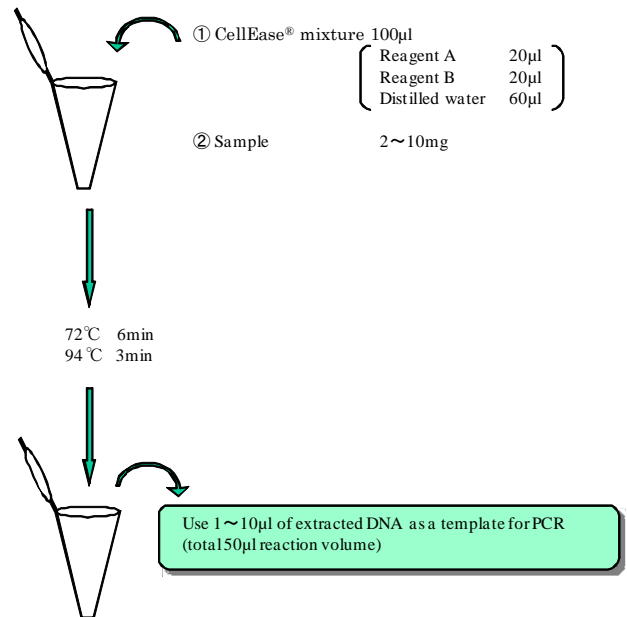 ① CellEase® mixture 100μl
Reagent A 20μl
Reagent B 20μl
Distilled water 60μl
② Sample 2～10mg
72℃ 6min
94℃ 3min
Use 1～10μl of extracted DNA as a template for PCR
(total 50μl reaction volume)